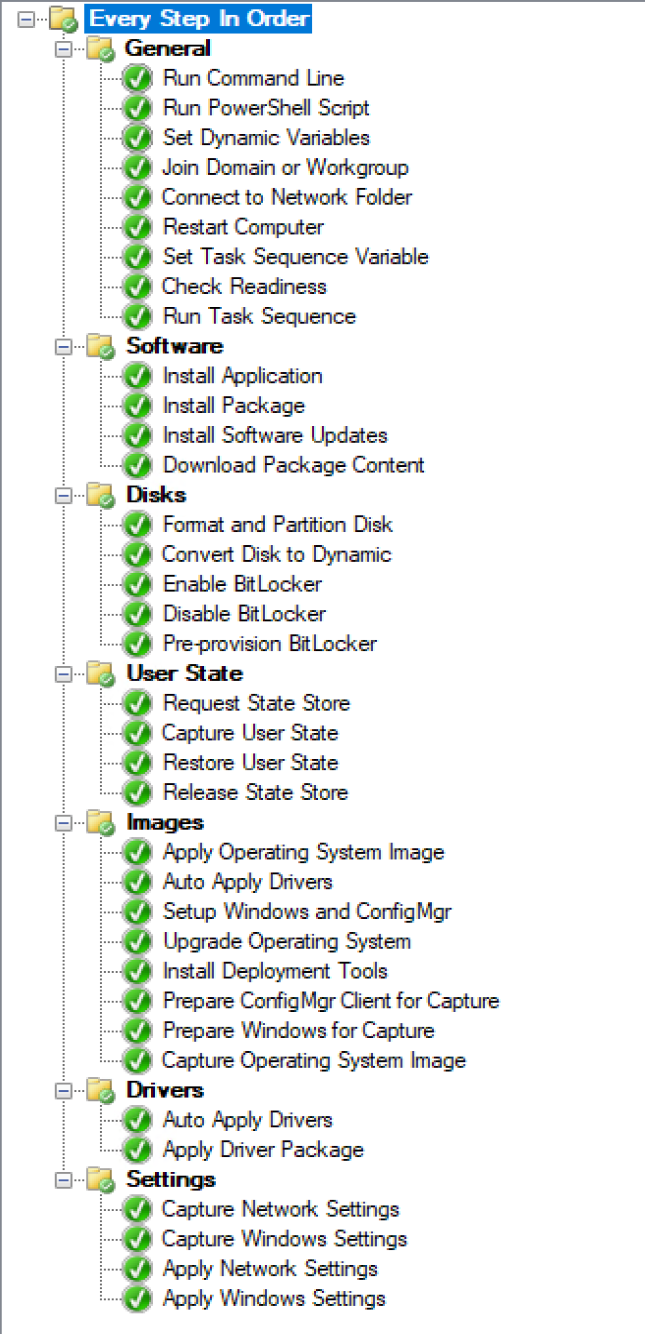 Every Step In Order
General
Run Command Line
Run PowerShell Script
Set Dynamic Variables
Join Domain or Workgroup
Connect to Network Folder
Restart Computer
Set Task Sequence Variable
Check Readiness
Run Task Sequence
Software
Install Application
Install Package
Install Software Updates
Download Package Content
Disks
Format and Partition Disk
Convert Disk to Dynamic
Enable BitLocker
Disable BitLocker
Pre-provision BitLocker
User State
Request State Store
Capture User State
Restore User State
Release State Store
Images
Apply Operating System Image
Auto Apply Drivers
Setup Windows and ConfigMgr
Upgrade Operating System
Install Deployment Tools
Prepare ConfigMgr Client for Capture
Prepare Windows for Capture
Capture Operating System Image
Drivers
Auto Apply Drivers
Apply Driver Package
Settings
Capture Network Settings
Capture Windows Settings
Apply Network Settings
Apply Windows Settings